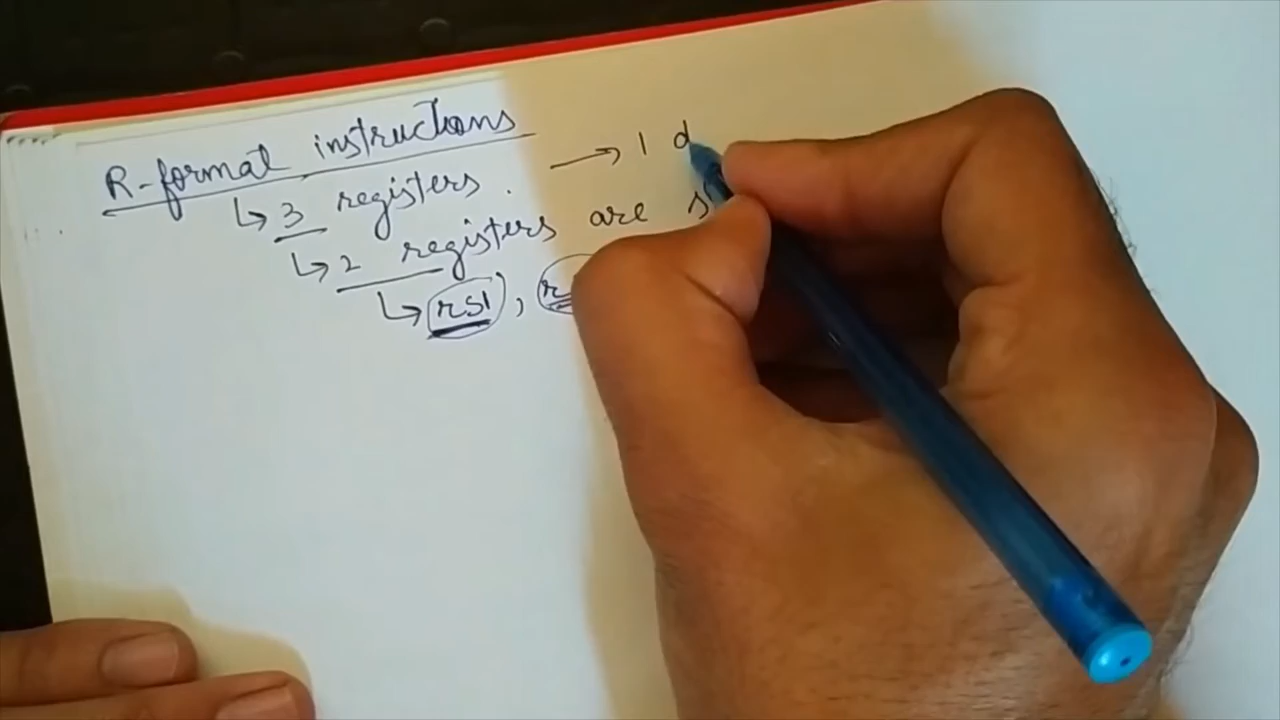 R-format instructions
↳ 3 registers. → 1 d
↳ 2 registers are s
↳ rs1, r